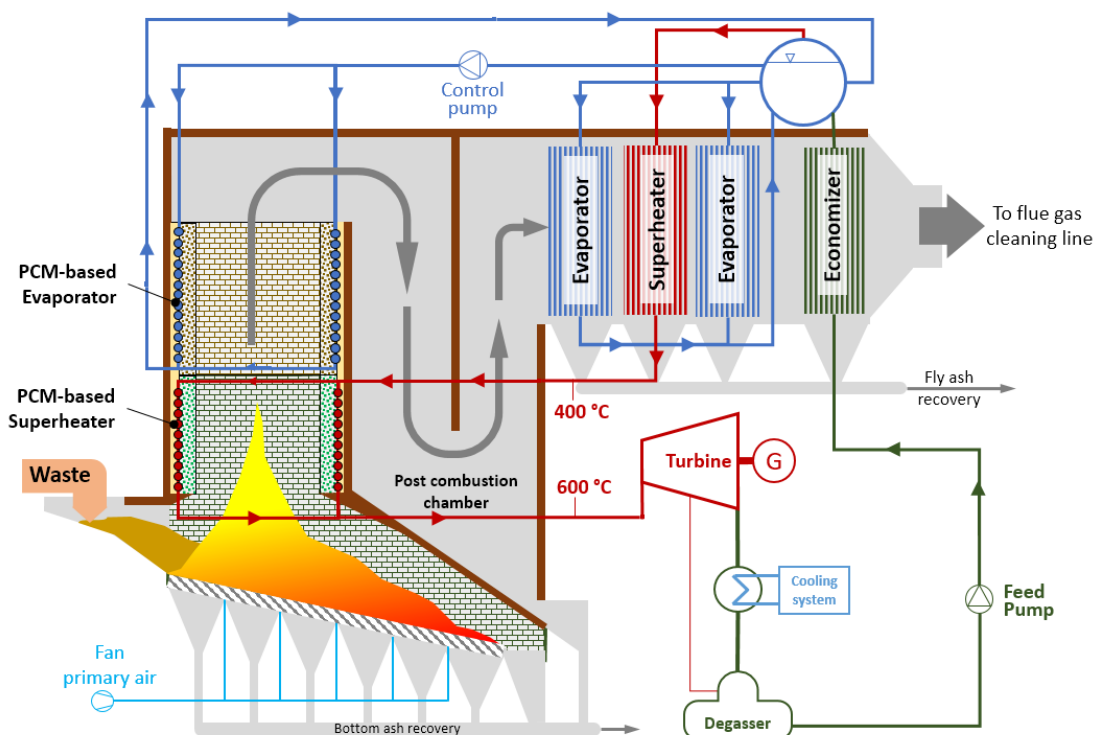 Control
pump
Evaporator
Superheater
Evaporator
Economizer
To flue gas
cleaning line
PCM-based
Evaporator
PCM-based
Superheater
400 °C
Fly ash
recovery
Waste
Turbine
G
Post combustion
chamber
600 °C
Cooling
system
Feed
Pump
Fan
primary air
Degasser
Bottom ash recovery